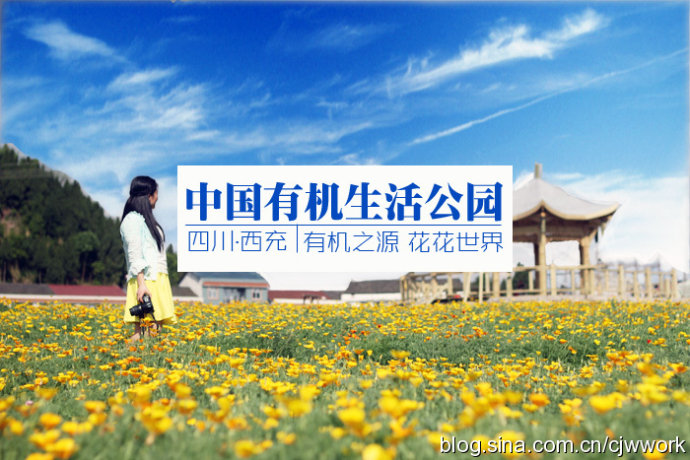 中国有机生活公园
四川·西充|有机之源 花花世界
blog.sina.com.cn/cjwwork